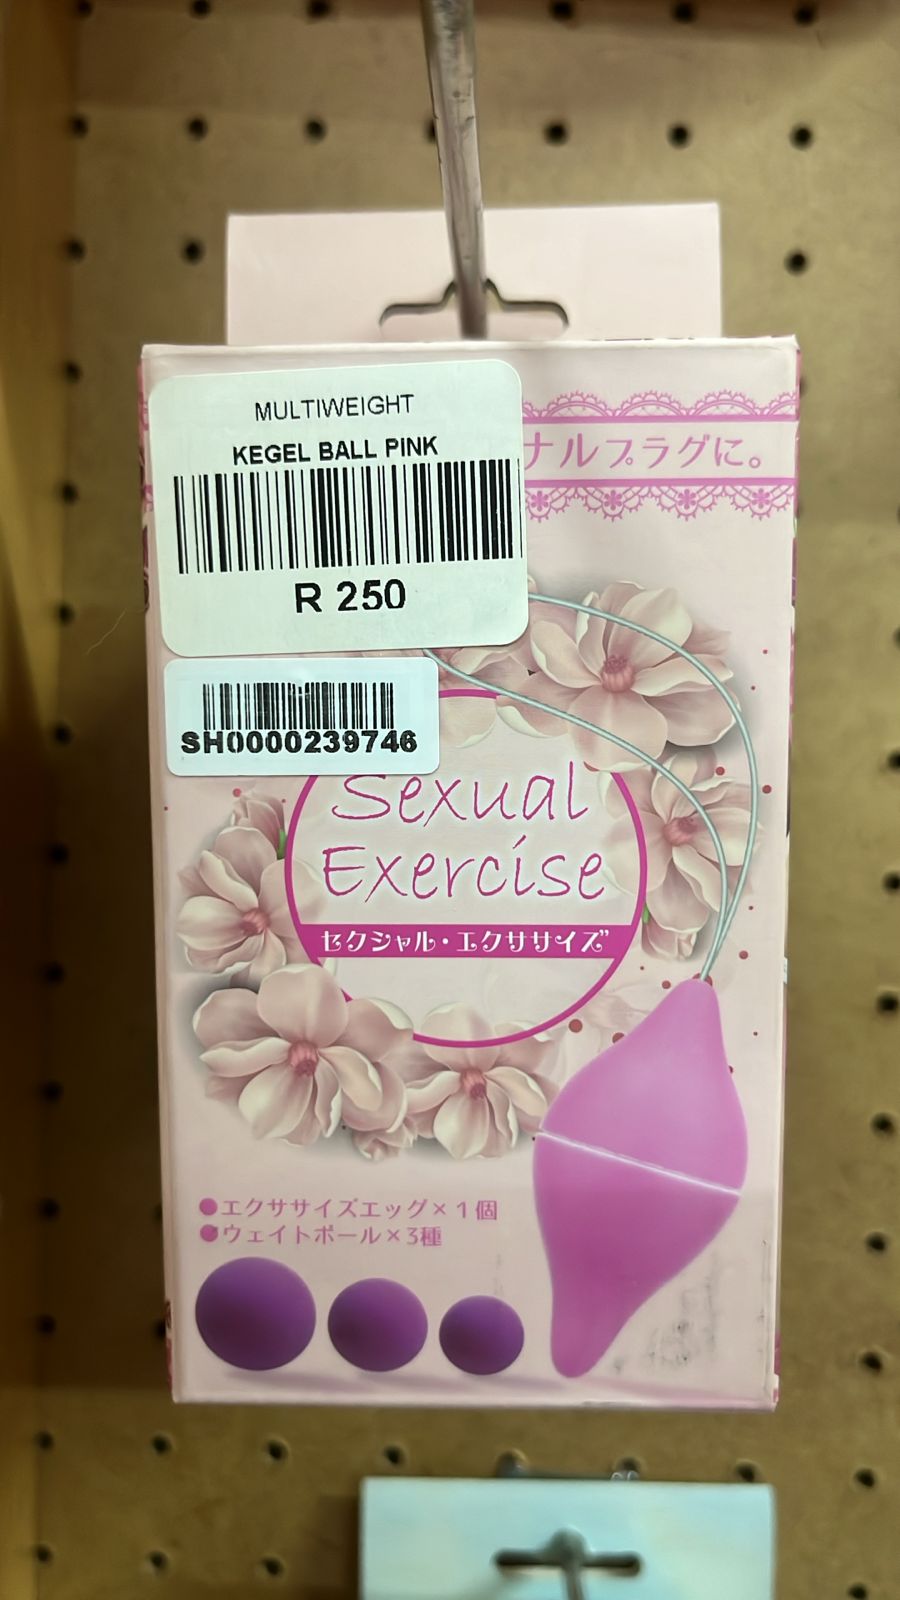 MULTIWEIGHT
KEGEL BALL PINK
R 250
ナルプラグに。
SH0000239746
Sexual
Exercise
セクシャル・エクササイズ
●エクササイズエッグ×1個
●ウェイトボール×3種